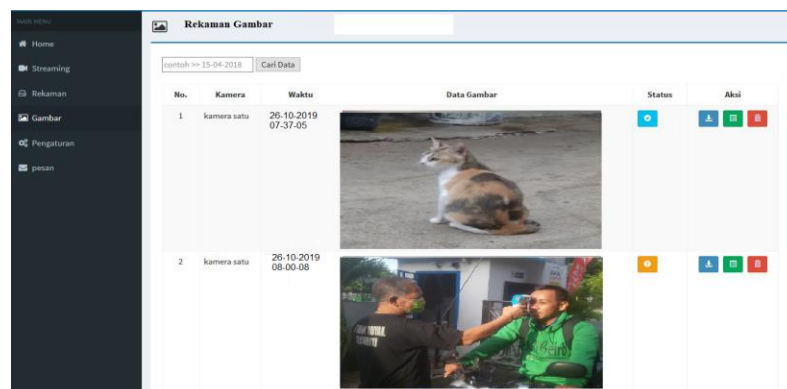 MAIN MENU
Home
Streaming
Rekaman
Gambar
Pengaturan
pesan
Rekaman Gambar
contoh >> 15-04-2018
Cari Data
No. Kamera Waktu Data Gambar Status Aksi
1 kamera satu 26-10-2019
07-37-05
2 kamera satu 26-10-2019
08-00-08